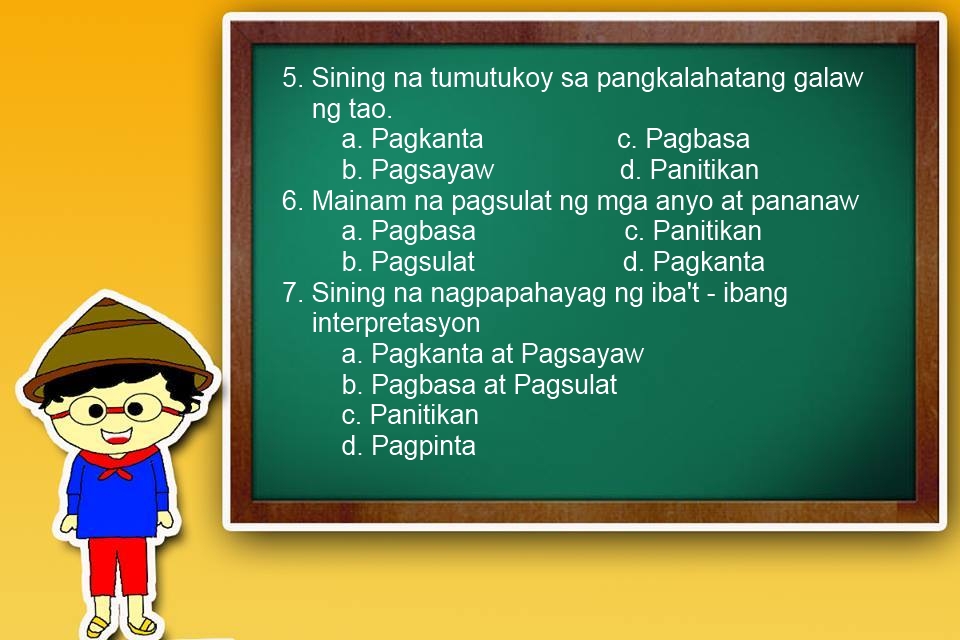 5. Sining na tumutukoy sa pangkalahatang galaw
ng tao.
a. Pagkanta c. Pagbasa
b. Pagsayaw d. Panitikan
6. Mainam na pagsulat ng mga anyo at pananaw
a. Pagbasa c. Panitikan
b. Pagsulat d. Pagkanta
7. Sining na nagpapahayag ng iba't - ibang
interpretasyon
a. Pagkanta at Pagsayaw
b. Pagbasa at Pagsulat
c. Panitikan
d. Pagpinta